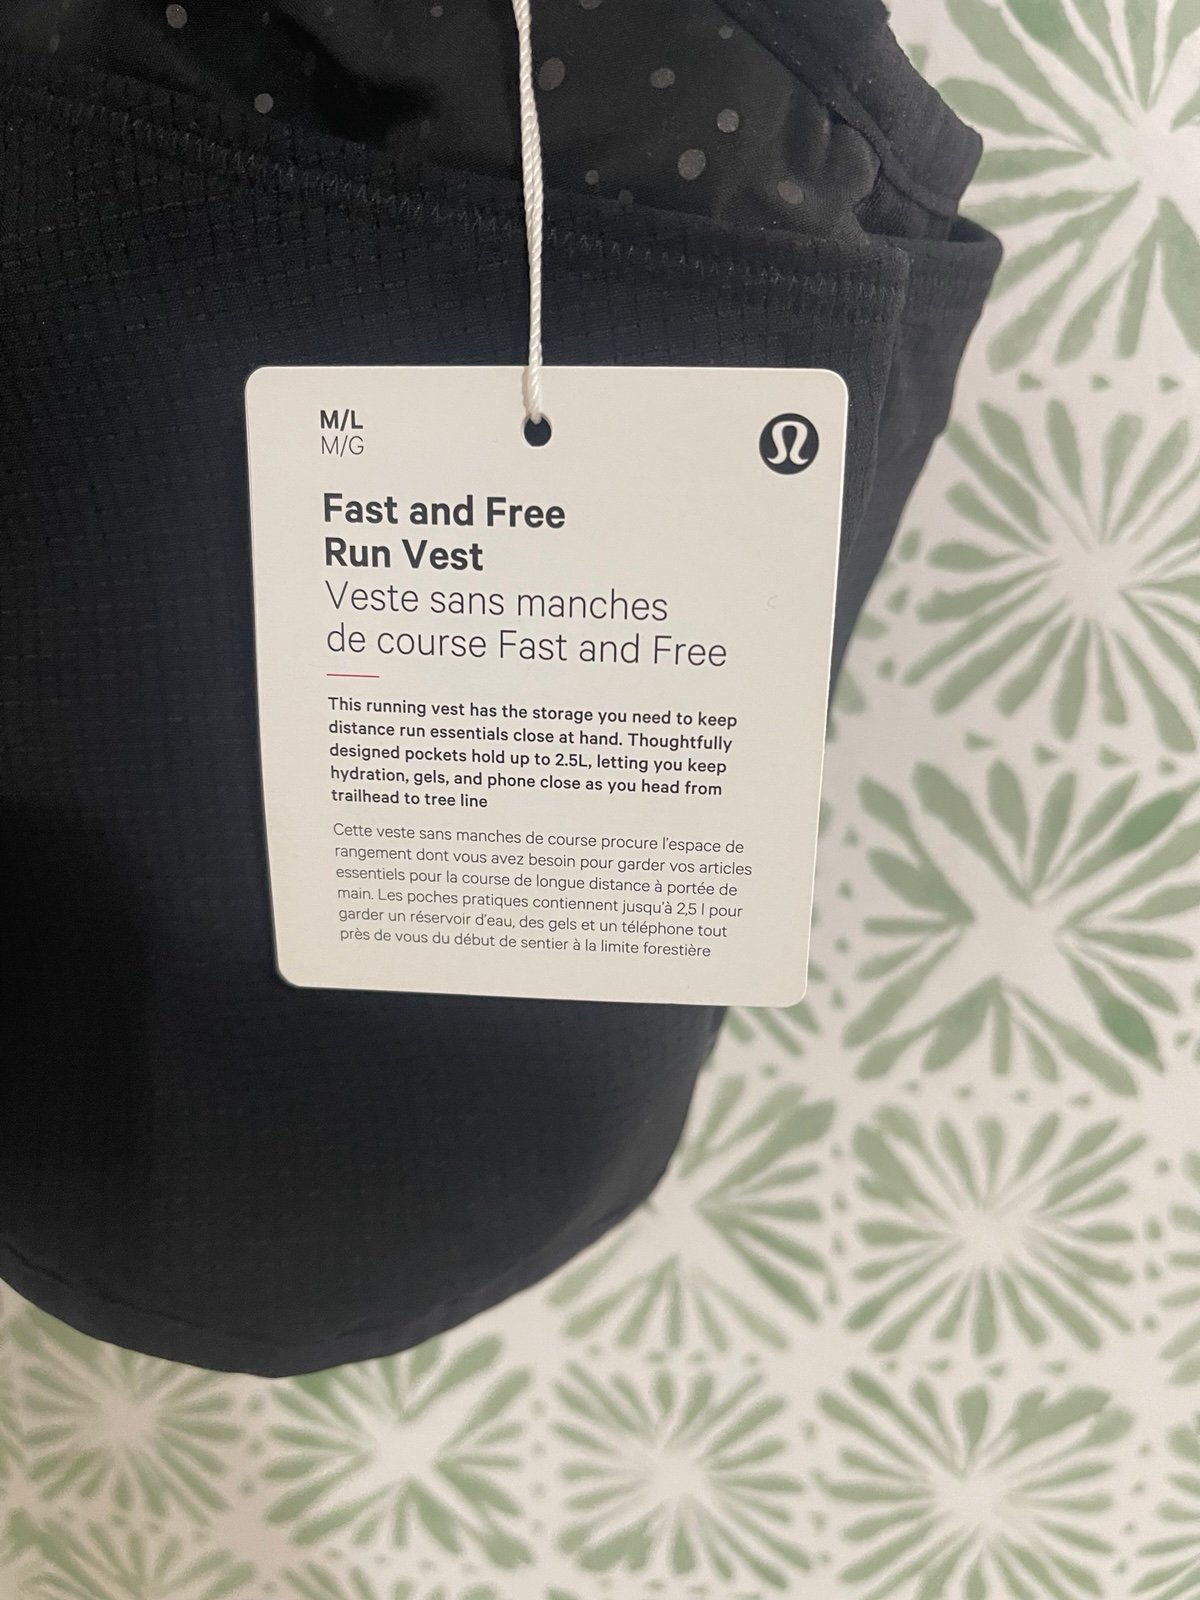 M/L
M/G
Fast and Free
Run Vest
Veste sans manches
de course Fast and Free
This running vest has the storage you need to keep
distance run essentials close at hand. Thoughtfully
designed pockets hold up to 2.5L, letting you keep
hydration, gels, and phone close as you head from
trailhead to tree line
Cette veste sans manches de course procure l'espace de
rangement dont vous avez besoin pour garder vos articles
essentiels pour la course de longue distance à portée de
main. Les poches pratiques contiennent jusqu'à 2,5 l pour
garder un réservoir d'eau, des gels et un téléphone tout
près de vous du début de sentier à la limite forestière